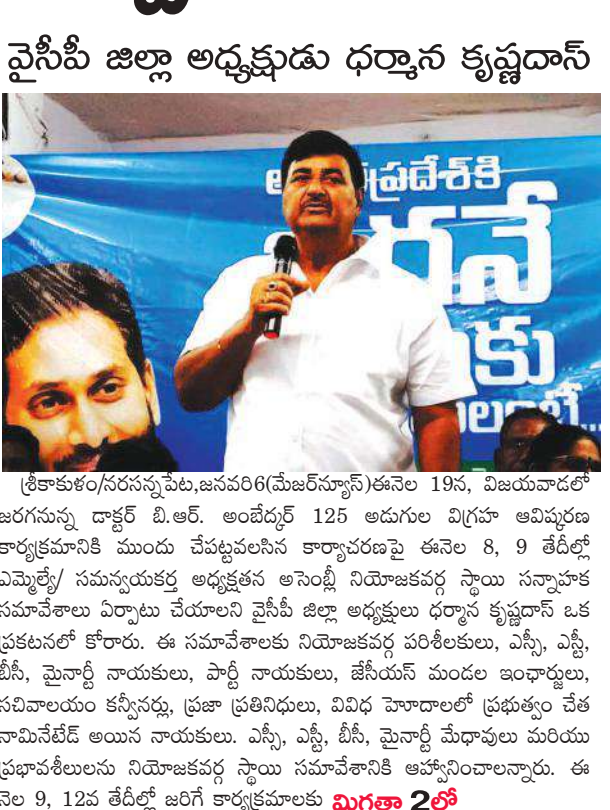 వైసీపీ జిల్లా అధ్యక్షుడు ధర్మాన కృష్ణదాస్
ప్రదేశ్‌కి
శ్రీకాకుళం/నరసన్నపేట,జనవరి6(మేజర్‌న్యూస్)ఈనెల 19న, విజయవాడలో
జరగనున్న డాక్టర్ బి.ఆర్. అంబేద్కర్ 125 అడుగుల విగ్రహ ఆవిష్కరణ
కార్యక్రమానికి ముందు చేపట్టవలసిన కార్యాచరణపై ఈనెల 8, 9 తేదీల్లో
ఎమ్మెల్యే/ సమన్వయకర్త అధ్యక్షతన అసెంబ్లీ నియోజకవర్గ స్థాయి సన్నాహక
సమావేశాలు ఏర్పాటు చేయాలని వైసీపీ జిల్లా అధ్యక్షులు ధర్మాన కృష్ణదాస్ ఒక
ప్రకటనలో కోరారు. ఈ సమావేశాలకు నియోజకవర్గ పరిశీలకులు, ఎస్సీ, ఎస్టీ,
బీసీ, మైనార్టీ నాయకులు, పార్టీ నాయకులు, జేసీయస్ మండల ఇంఛార్జులు,
సచివాలయం కన్వీనర్లు, ప్రజా ప్రతినిధులు, వివిధ హెూదాలలో ప్రభుత్వం చేత
నామినేటేడ్ అయిన నాయకులు. ఎస్సీ, ఎస్టీ, బీసీ, మైనార్టీ మేధావులు మరియు
ప్రభావశీలులను నియోజకవర్గ స్థాయి సమావేశానికి ఆహ్వానించాలన్నారు. ఈ
నెల 9, 12వ తేదీల్లో జరిగే కార్యక్రమాలకు మిగతా 2లో